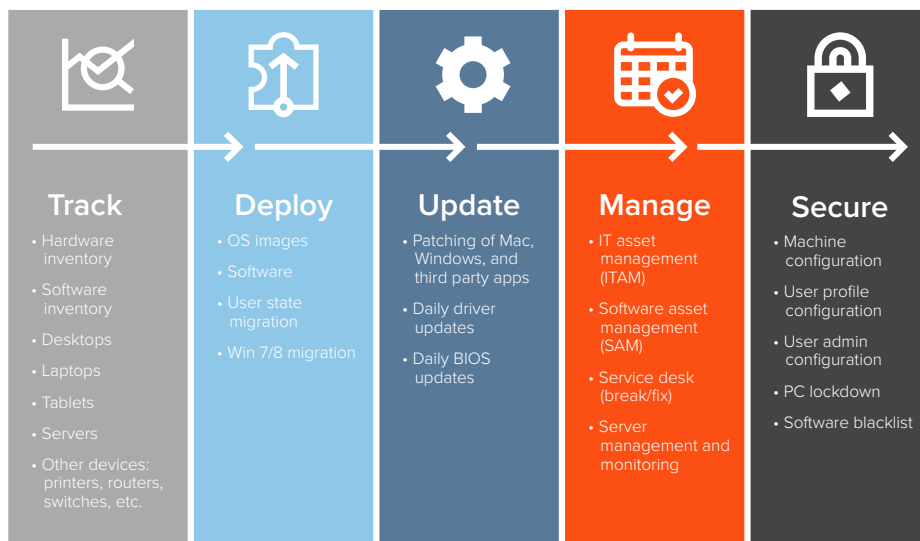 Track
• Hardware
inventory
• Software
inventory
• Desktops
• Laptops
• Tablets
• Servers
• Other devices:
printers, routers,
switches, etc.
Deploy
• OS images
• Software
• User state
migration
• Win 7/8 migration
Update
• Patching of Mac,
Windows, and
third party apps
• Daily driver
updates
• Daily BIOS
updates
Manage
• IT asset
management
(ITAM)
• Software asset
management
(SAM)
• Service desk
(break/fix)
• Server
management and
monitoring
Secure
• Machine
configuration
• User profile
configuration
• User admin
configuration
• PC lockdown
• Software blacklist